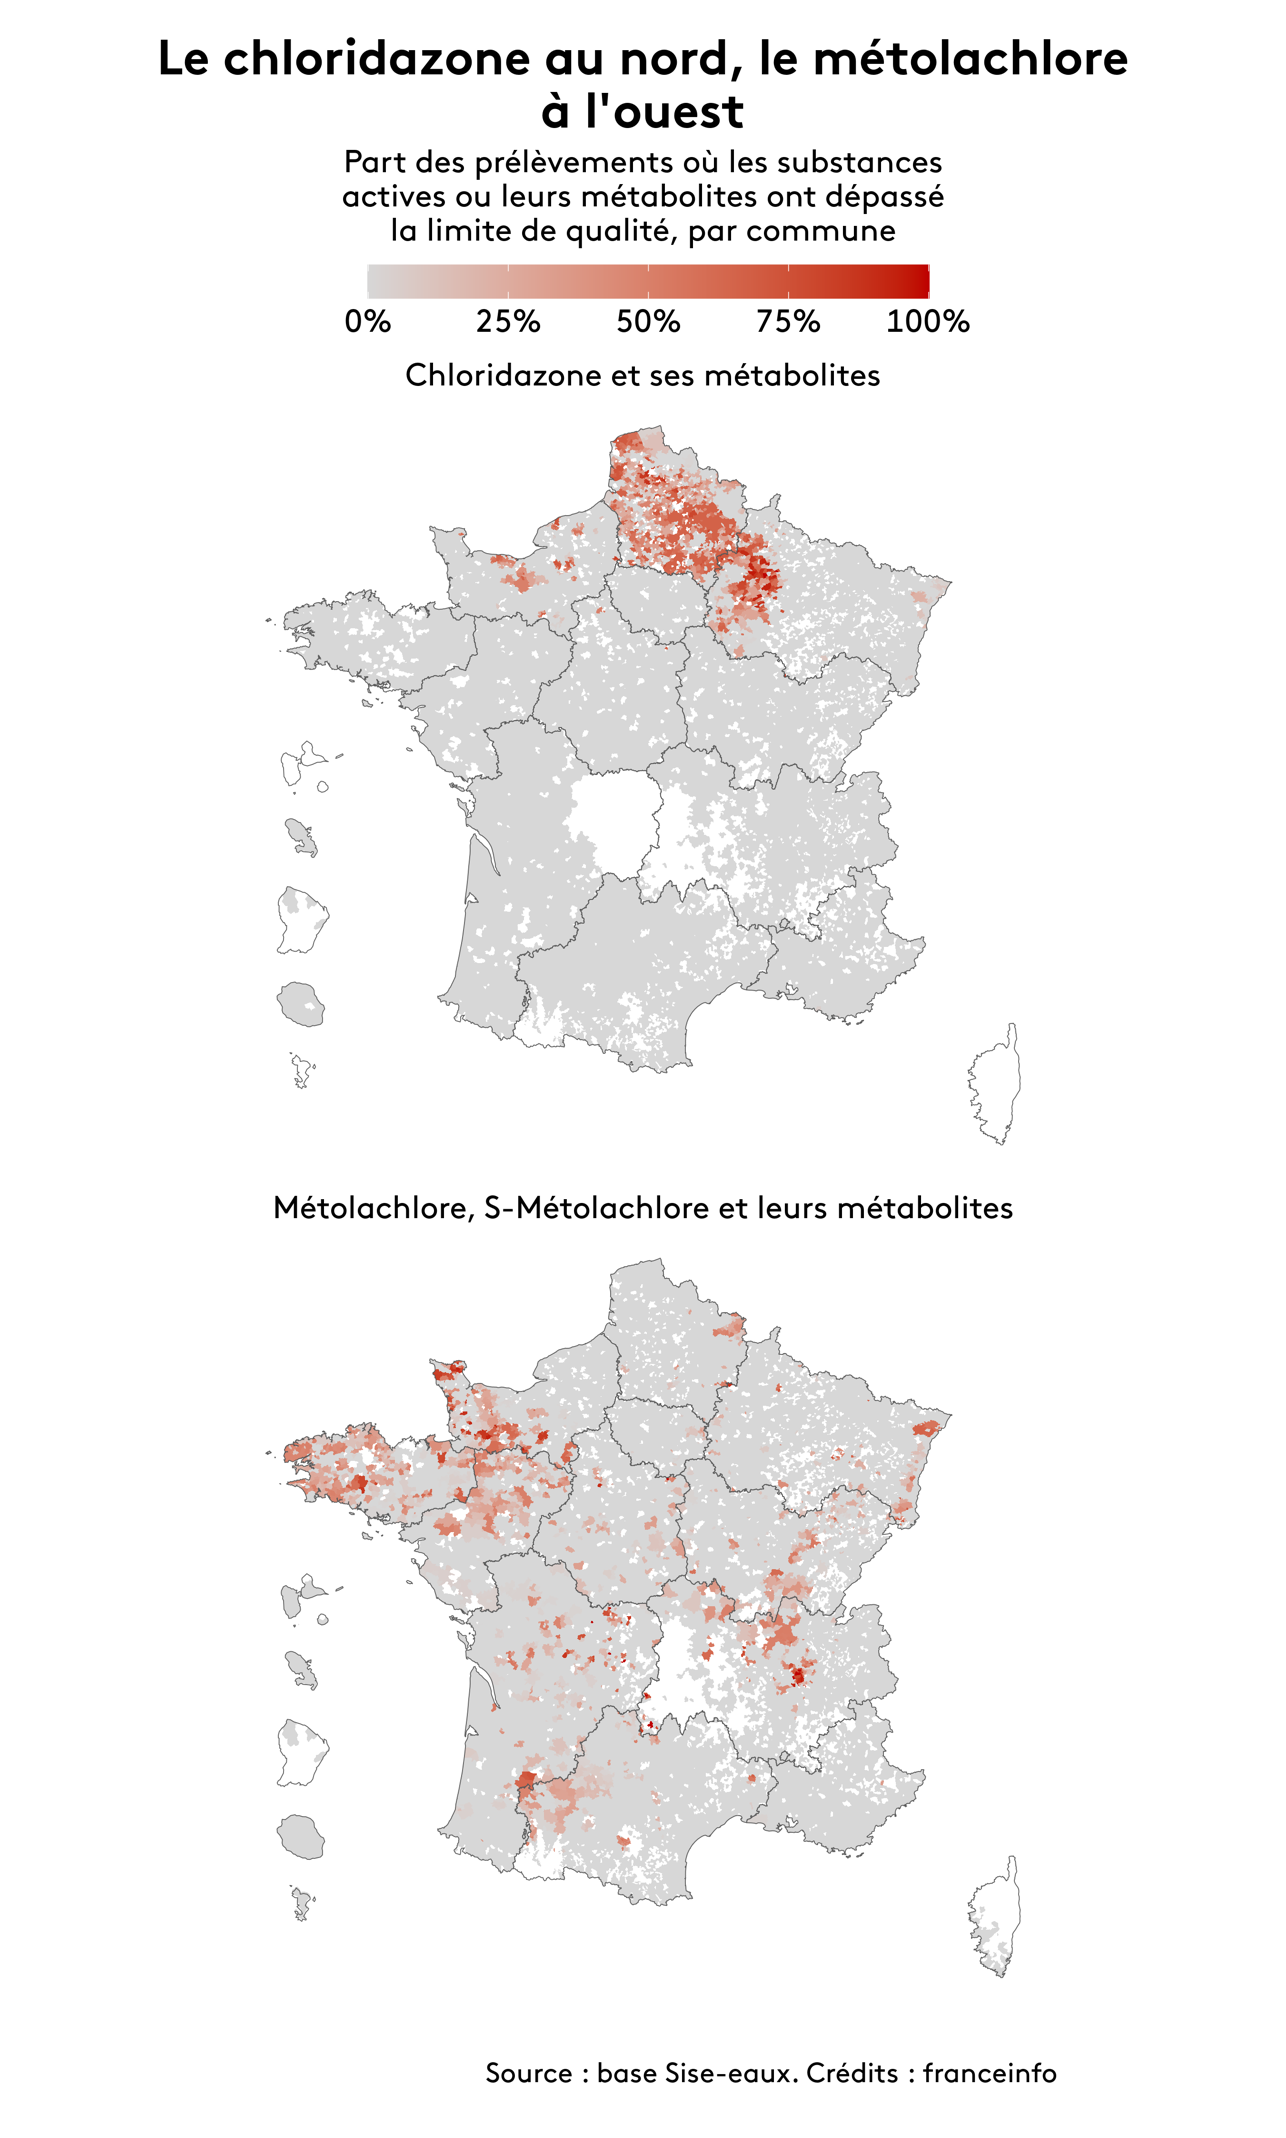 Le chloridazone au nord, le métolachlore
à l'ouest
Part des prélèvements où les substances
actives ou leurs métabolites ont dépassé
la limite de qualité, par commune
0% 25% 50% 75% 100%
Chloridazone et ses métabolites
Métolachlore, S-Métolachlore et leurs métabolites
Source : base Sise-eaux. Crédits : franceinfo